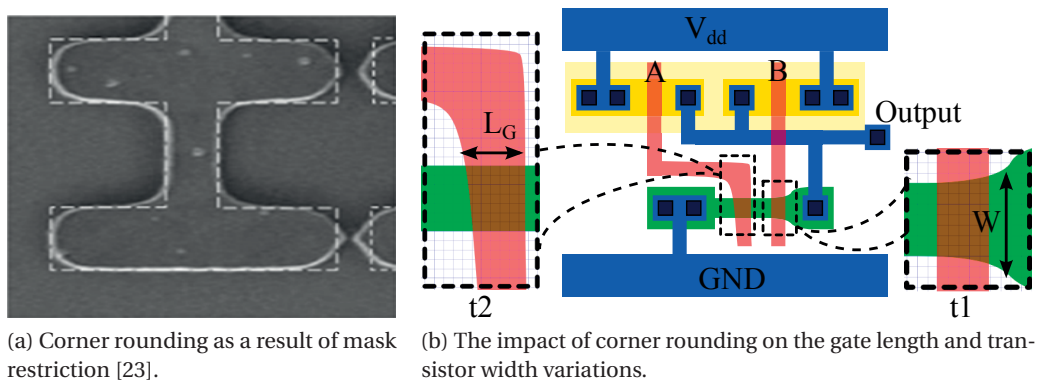 V_dd
A
B
L_G
Output
W
GND
t2
t1
(a) Corner rounding as a result of mask
restriction [23].
(b) The impact of corner rounding on the gate length and tran-
sistor width variations.